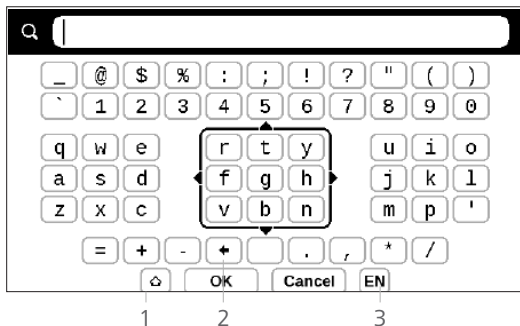 _ @ $ % : ; ! ? " ( )
` 1 2 3 4 5 6 7 8 9 0
q w e r t y u i o
a s d f g h j k l
z x c v b n m p '
= + - . , * /
OK Cancel EN
1 2 3